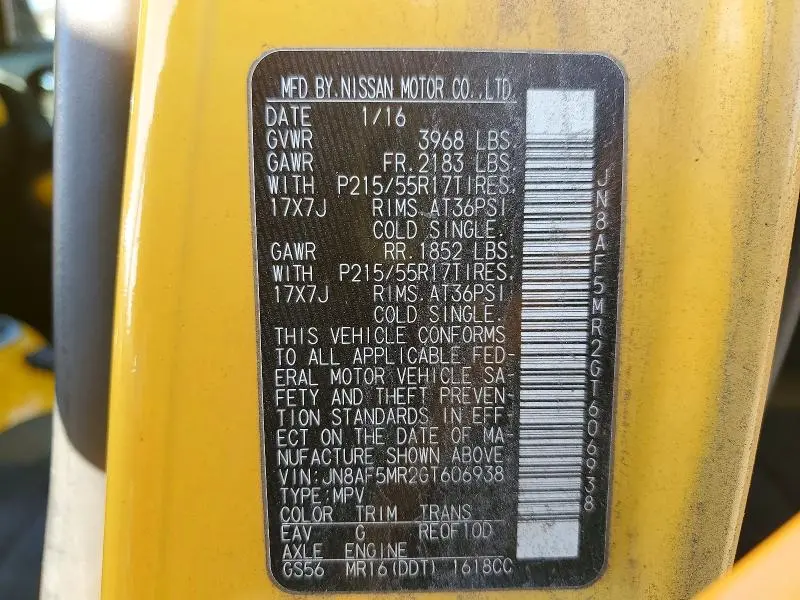 MFD BY.NISSAN MOTOR CO.,LTD.
DATE 1/16
GVWR 3968 LBS.
GAWR FR.2183 LBS.
WITH P215/55R17TIRES.
17X7J RIMS.AT36PSI
COLD SINGLE.
GAWR RR.1852 LBS.
WITH P215/55R17TIRES.
17X7J RIMS.AT36PSI
COLD SINGLE.
THIS VEHICLE CONFORMS
TO ALL APPLICABLE FED-
ERAL MOTOR VEHICLE SA-
FETY AND THEFT PREVEN-
TION STANDARDS IN EFF-
ECT ON THE DATE OF MA-
NUFACTURE SHOWN ABOVE
VIN:JN8AF5MR2GT606938
TYPE:MPV
COLOR TRIM TRANS
EAV G RE0F10D
AXLE ENGINE
GS56 MR16(DDT) 1618CC
JN8AF5MR2GT606938